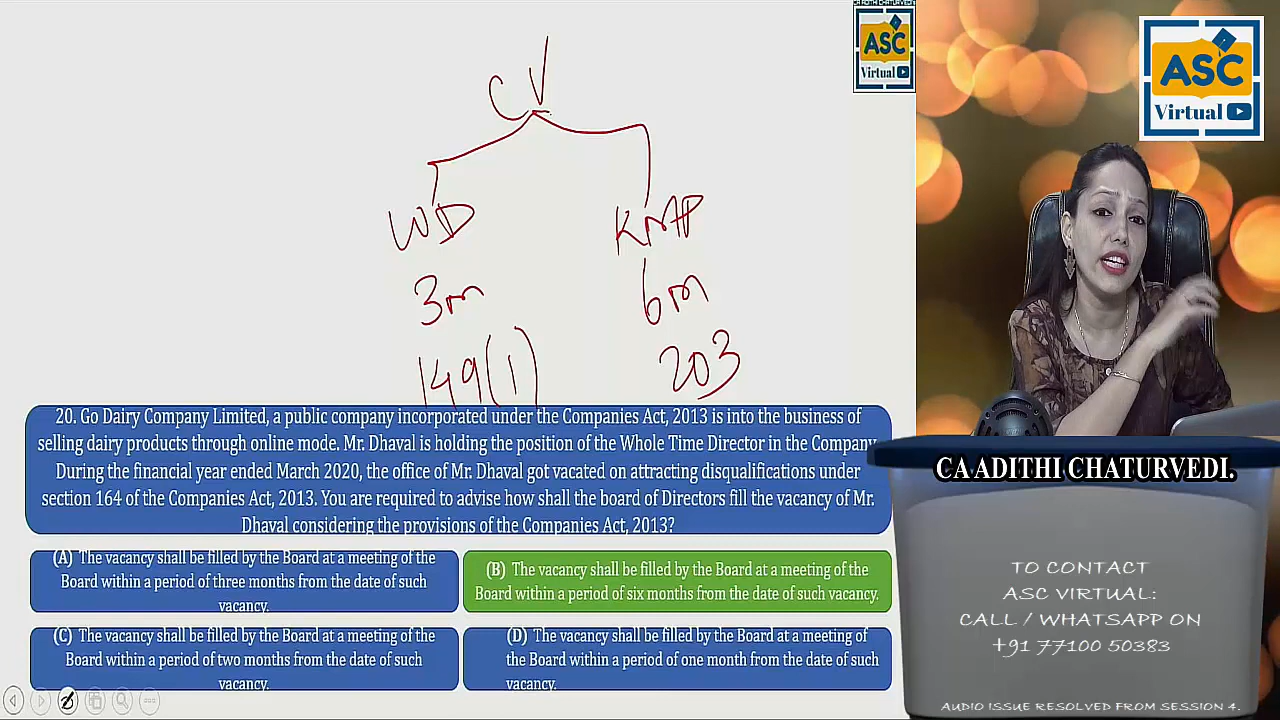 CA ADITHI CHATURVEDI
ASC
Virtual
ASC
Virtual
CV
WD
KMP
3m
6m
149(1)
203
20. Go Dairy Company Limited, a public company incorporated under the Companies Act, 2013 is into the business of
selling dairy products through online mode. Mr. Dhaval is holding the position of the Whole Time Director in the Company.
During the financial year ended March 2020, the office of Mr. Dhaval got vacated on attracting disqualifications under
section 164 of the Companies Act, 2013. You are required to advise how shall the board of Directors fill the vacancy of Mr.
Dhaval considering the provisions of the Companies Act, 2013?
(A) The vacancy shall be filled by the Board at a meeting of the
Board within a period of three months from the date of such
vacancy.
(B) The vacancy shall be filled by the Board at a meeting of the
Board within a period of six months from the date of such vacancy.
(C) The vacancy shall be filled by the Board at a meeting of the
Board within a period of two months from the date of such
vacancy.
(D) The vacancy shall be filled by the Board at a meeting of
the Board within a period of one month from the date of such
vacancy.
CA ADITHI CHATURVEDI.
TO CONTACT
ASC VIRTUAL:
CALL / WHATSAPP ON
+91 77100 50383
AUDIO ISSUE RESOLVED FROM SESSION 4.